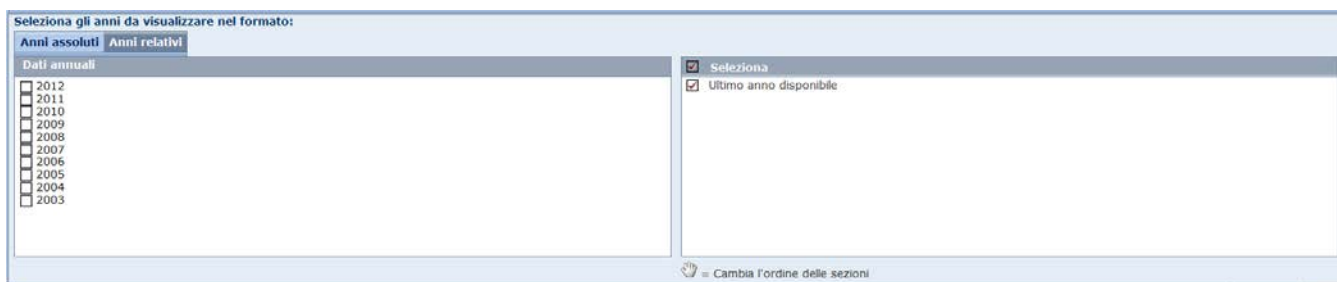 Seleziona gli anni da visualizzare nel formato:
Anni assoluti Anni relativi
Dati annuali
2012
2011
2010
2009
2008
2007
2006
2005
2004
2003
Seleziona
Ultimo anno disponibile
= Cambia l'ordine delle sezioni